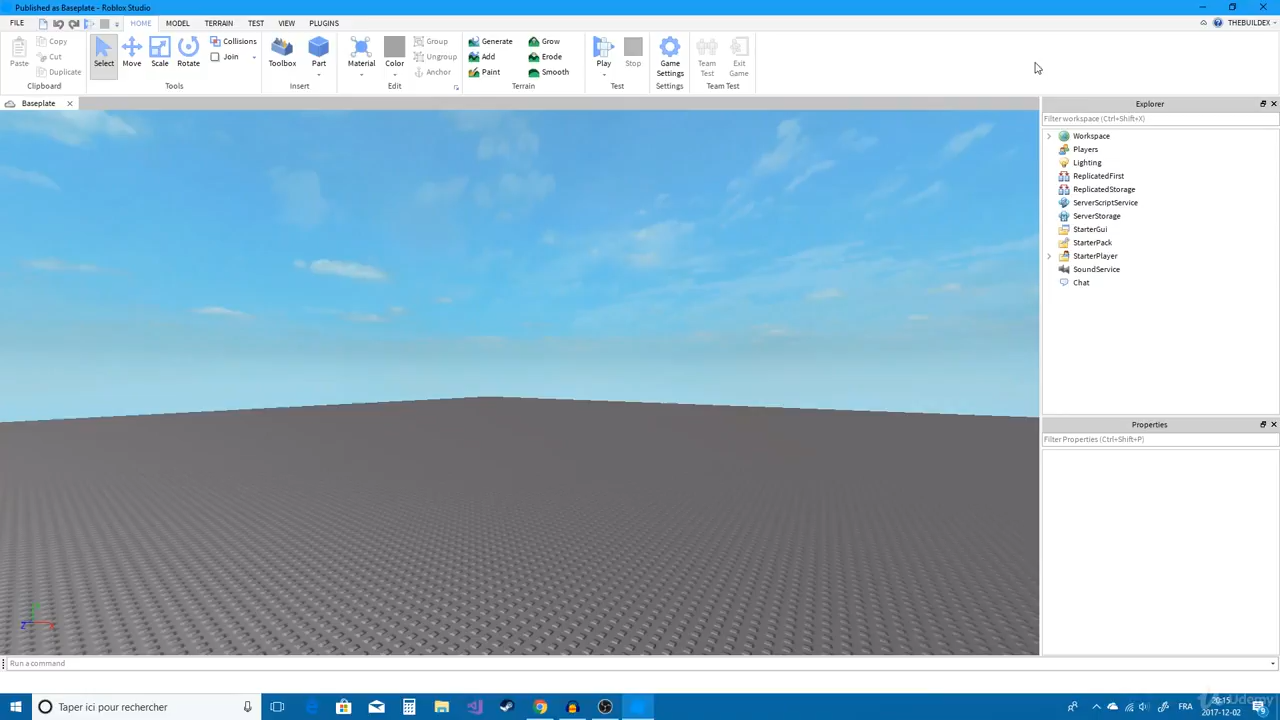 Published as Baseplate - Roblox Studio
FILE HOME MODEL TERRAIN TEST VIEW PLUGINS THEBUILDEX
Paste Copy Cut Duplicate
Select Move Scale Rotate Collisions Join
Toolbox Part
Material Color Group Ungroup Anchor
Generate Add Paint Grow Erode Smooth
Play Stop
Game Settings
Team Test Exit Game
Clipboard Tools Insert Edit Terrain Test Settings Team Test
Baseplate
Explorer
Filter workspace (Ctrl+Shift+X)
Workspace
Players
Lighting
ReplicatedFirst
ReplicatedStorage
ServerScriptService
ServerStorage
StarterGui
StarterPack
StarterPlayer
SoundService
Chat
Properties
Filter Properties (Ctrl+Shift+P)
Z X
Run a command
Taper ici pour rechercher
FRA
20:15
2017-12-02
Udemy